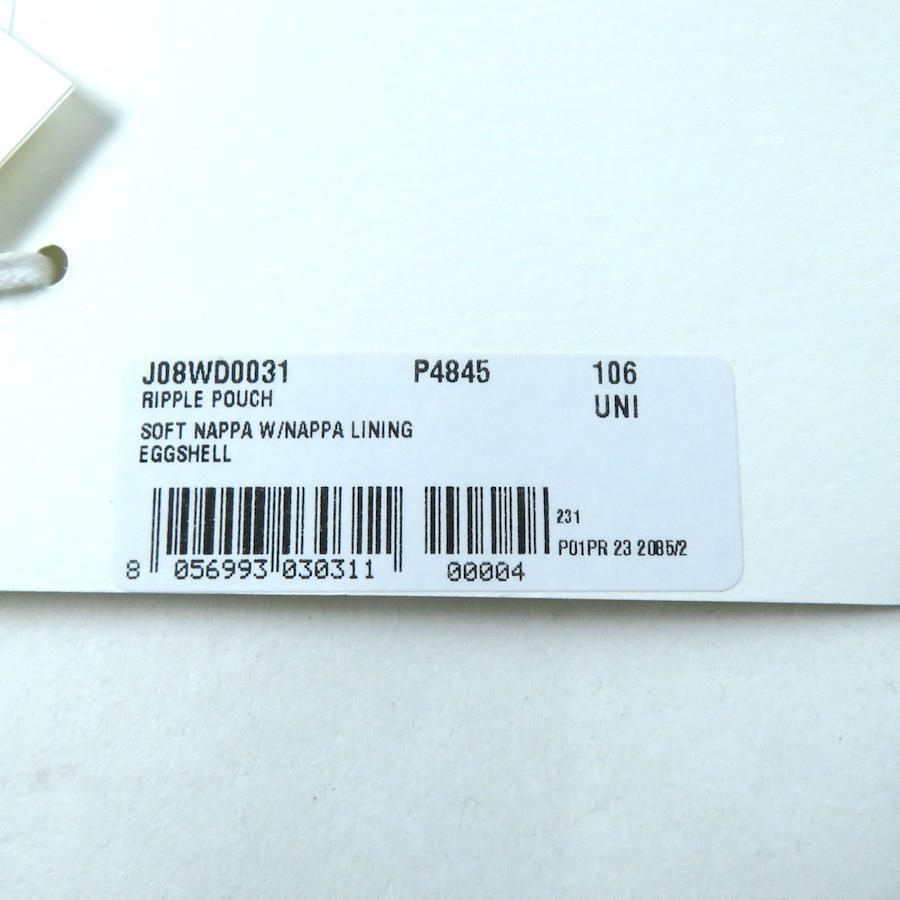 J08WD0031 P4845 106
RIPPLE POUCH UNI
SOFT NAPPA W/NAPPA LINING
EGGSHELL
231
P01PR 23 2085/2
8 056993 030311 00004